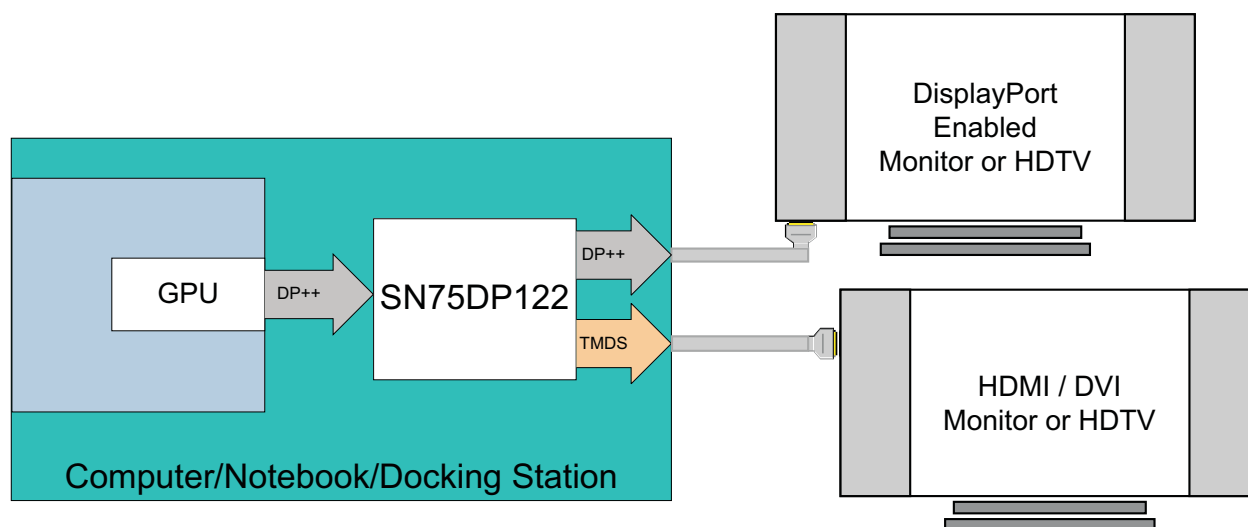 DisplayPort
Enabled
Monitor or HDTV
DP++
GPU
DP++
SN75DP122
TMDS
HDMI / DVI
Monitor or HDTV
Computer/Notebook/Docking Station